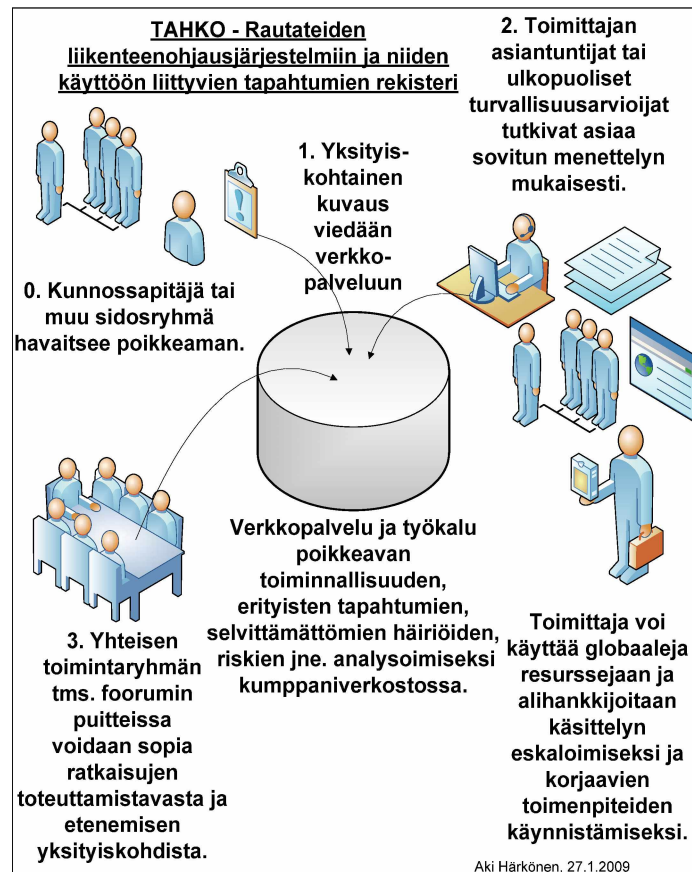 TAHKO - Rautateiden
liikenteenohjausjärjestelmiin ja niiden
käyttöön liittyvien tapahtumien rekisteri
0. Kunnossapitäjä tai
muu sidosryhmä
havaitsee poikkeaman.
1. Yksityis-
kohtainen
kuvaus
viedään
verkko-
palveluun
2. Toimittajan
asiantuntijat tai
ulkopuoliset
turvallisuusarvioijat
tutkivat asiaa
sovitun menettelyn
mukaisesti.
Verkkopalvelu ja työkalu
poikkeavan
toiminnallisuuden,
erityisten tapahtumien,
selvittämättömien häiriöiden,
riskien jne. analysoimiseksi
kumppaniverkostossa.
3. Yhteisen
toimintaryhmän
tms. foorumin
puitteissa
voidaan sopia
ratkaisujen
toteuttamistavasta ja
etenemisen
yksityiskohdista.
Toimittaja voi
käyttää globaaleja
resurssejaan ja
alihankkijoitaan
käsittelyn
eskaloimiseksi ja
korjaavien
toimenpiteiden
käynnistämiseksi.
Aki Härkönen, 27.1.2009